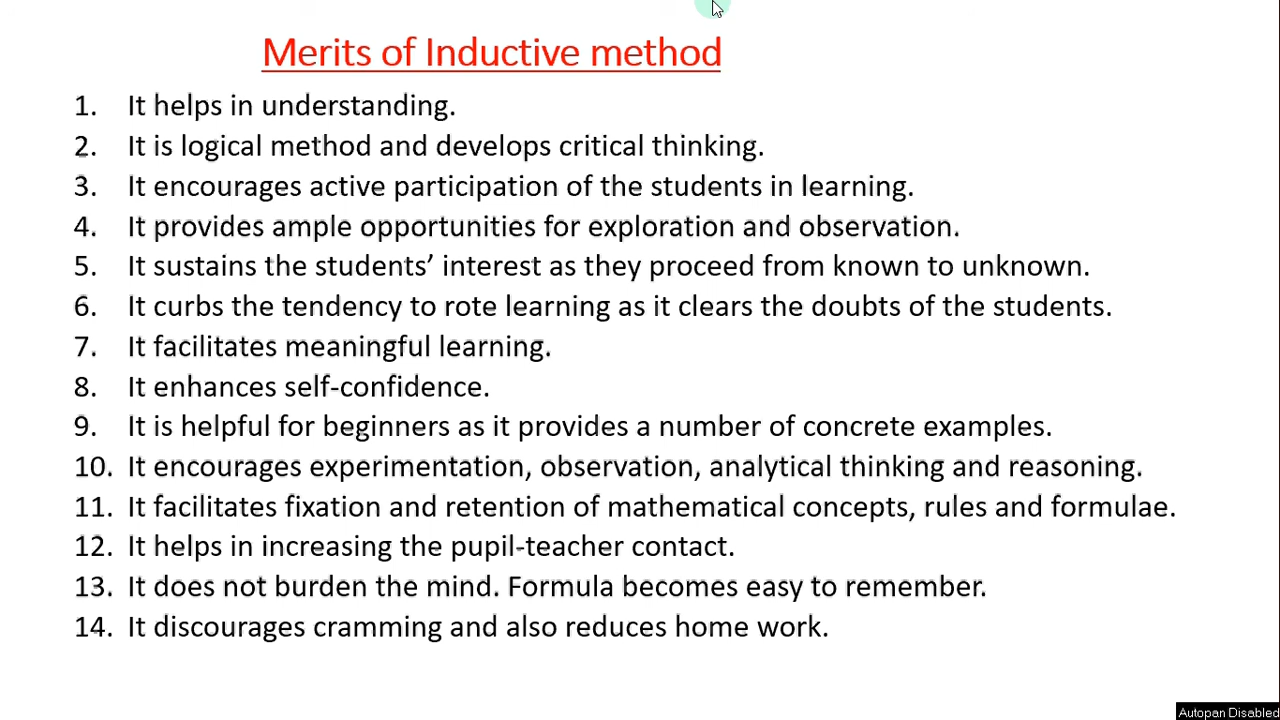 Merits of Inductive method
1. It helps in understanding.
2. It is logical method and develops critical thinking.
3. It encourages active participation of the students in learning.
4. It provides ample opportunities for exploration and observation.
5. It sustains the students’ interest as they proceed from known to unknown.
6. It curbs the tendency to rote learning as it clears the doubts of the students.
7. It facilitates meaningful learning.
8. It enhances self-confidence.
9. It is helpful for beginners as it provides a number of concrete examples.
10. It encourages experimentation, observation, analytical thinking and reasoning.
11. It facilitates fixation and retention of mathematical concepts, rules and formulae.
12. It helps in increasing the pupil-teacher contact.
13. It does not burden the mind. Formula becomes easy to remember.
14. It discourages cramming and also reduces home work.
Autopan Disabled